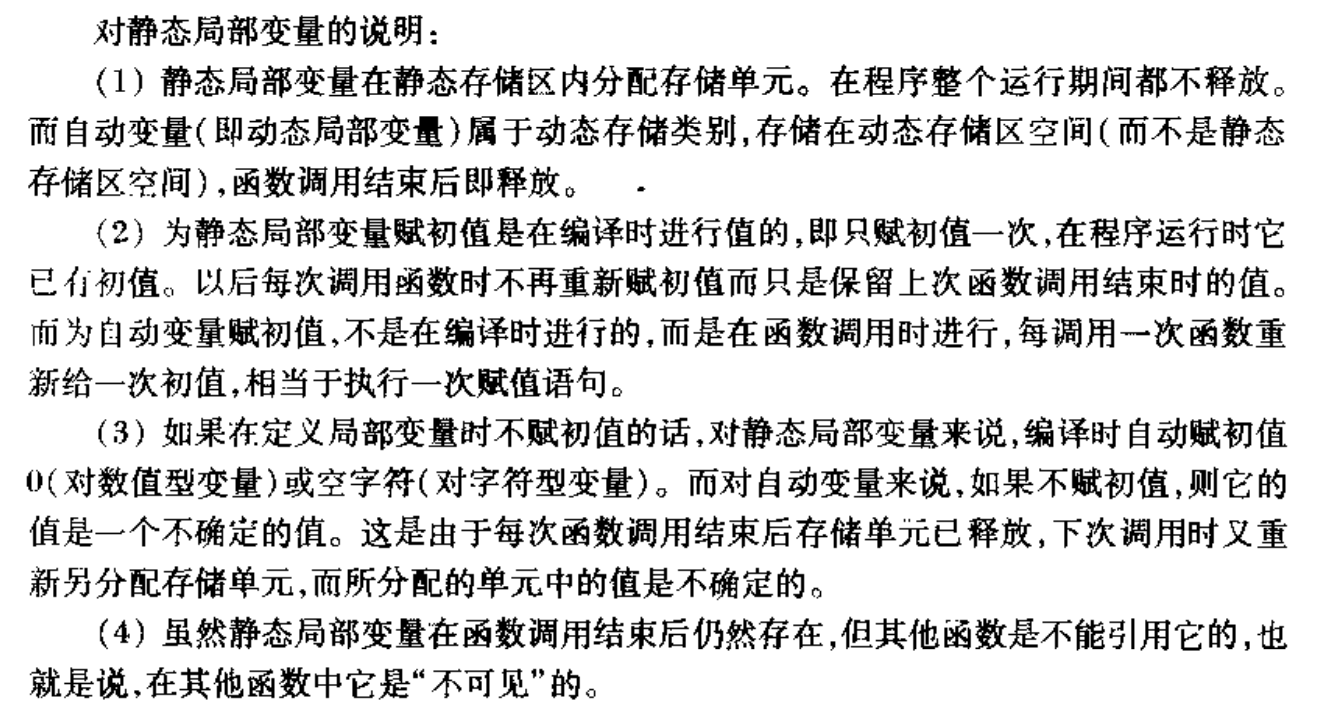 对静态局部变量的说明:
(1) 静态局部变量在静态存储区内分配存储单元。在程序整个运行期间都不释放。
而自动变量(即动态局部变量)属于动态存储类别,存储在动态存储区空间(而不是静态
存储区空间),函数调用结束后即释放。
(2) 为静态局部变量赋初值是在编译时进行值的,即只赋初值一次,在程序运行时它
已有初值。以后每次调用函数时不再重新赋初值而只是保留上次函数调用结束时的值。
而为自动变量赋初值,不是在编译时进行的,而是在函数调用时进行,每调用一次函数重
新给一次初值,相当于执行一次赋值语句。
(3) 如果在定义局部变量时不赋初值的话,对静态局部变量来说,编译时自动赋初值
0(对数值型变量)或空字符(对字符型变量)。而对自动变量来说,如果不赋初值,则它的
值是一个不确定的值。这是由于每次函数调用结束后存储单元已释放,下次调用时又重
新另分配存储单元,而所分配的单元中的值是不确定的。
(4) 虽然静态局部变量在函数调用结束后仍然存在,但其他函数是不能引用它的,也
就是说,在其他函数中它是“不可见”的。